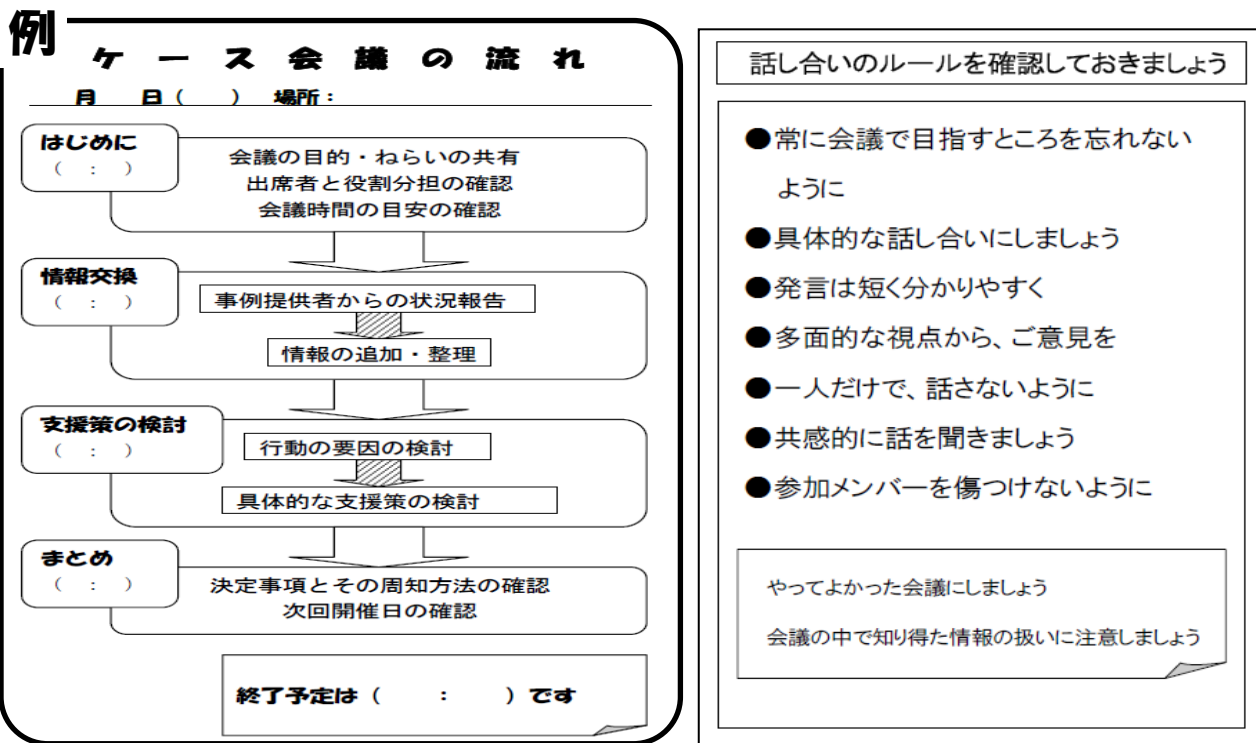 例
ケース会議の流れ
月 日( ) 場所:
はじめに
( : )
会議の目的・ねらいの共有
出席者と役割分担の確認
会議時間の目安の確認
情報交換
( : )
事例提供者からの状況報告
情報の追加・整理
支援策の検討
( : )
行動の要因の検討
具体的な支援策の検討
まとめ
( : )
決定事項とその周知方法の確認
次回開催日の確認
終了予定は( : )です
話し合いのルールを確認しておきましょう
●常に会議で目指すところを忘れない
ように
●具体的な話し合いにしましょう
●発言は短く分かりやすく
●多面的な視点から、ご意見を
●一人だけで、話さないように
●共感的に話を聞きましょう
●参加メンバーを傷つけないように
やってよかった会議にしましょう
会議の中で知り得た情報の扱いに注意しましょう